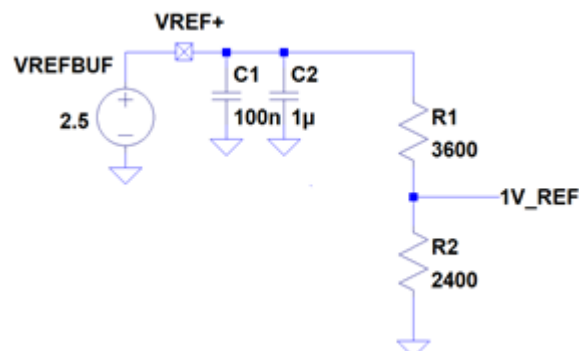 VREF+
VREFBUF
2.5
C1
100n
C2
1µ
R1
3600
1V_REF
R2
2400